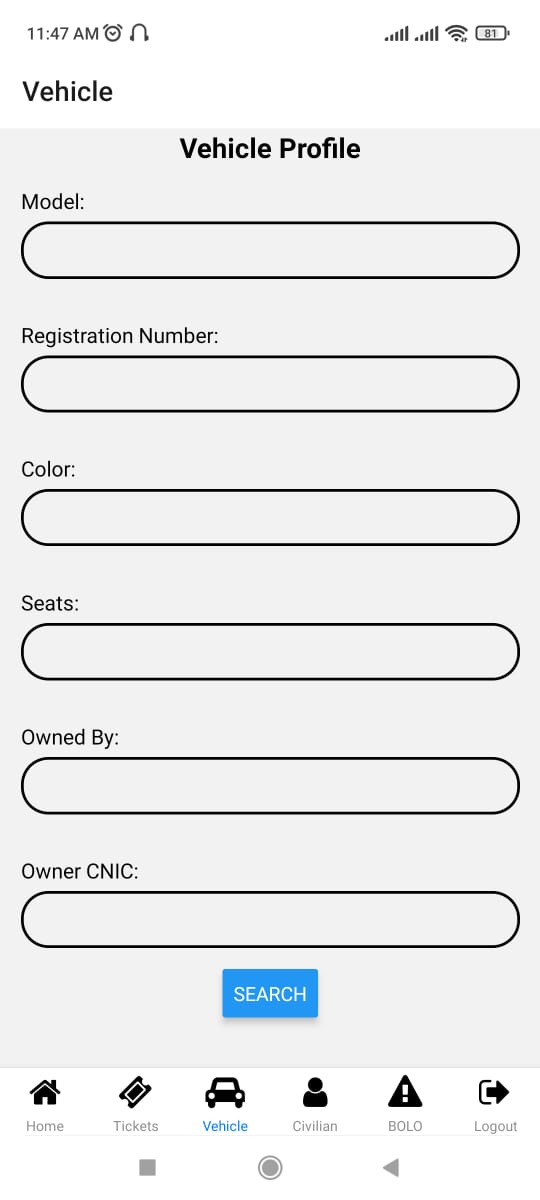 11:47 AM
81
Vehicle
Vehicle Profile
Model:
Registration Number:
Color:
Seats:
Owned By:
Owner CNIC:
SEARCH
Home Tickets Vehicle Civilian BOLO Logout